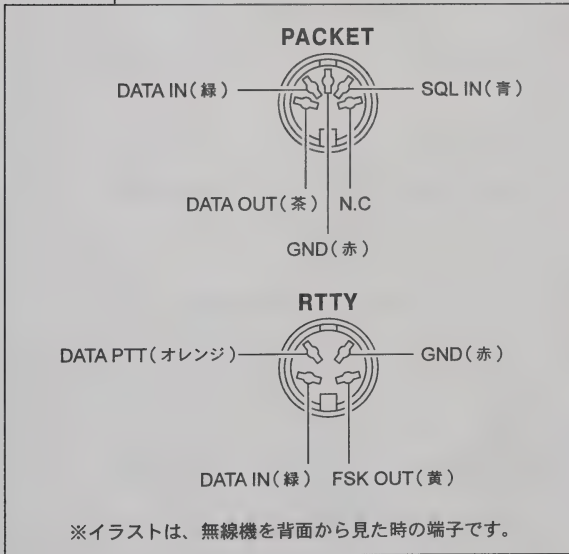 PACKET
DATA IN(緑)
SQL IN(青)
DATA OUT(茶)
N.C
GND(赤)
RTTY
DATA PTT(オレンジ)
GND(赤)
DATA IN(緑)
FSK OUT(黄)
※イラストは、無線機を背面から見た時の端子です。